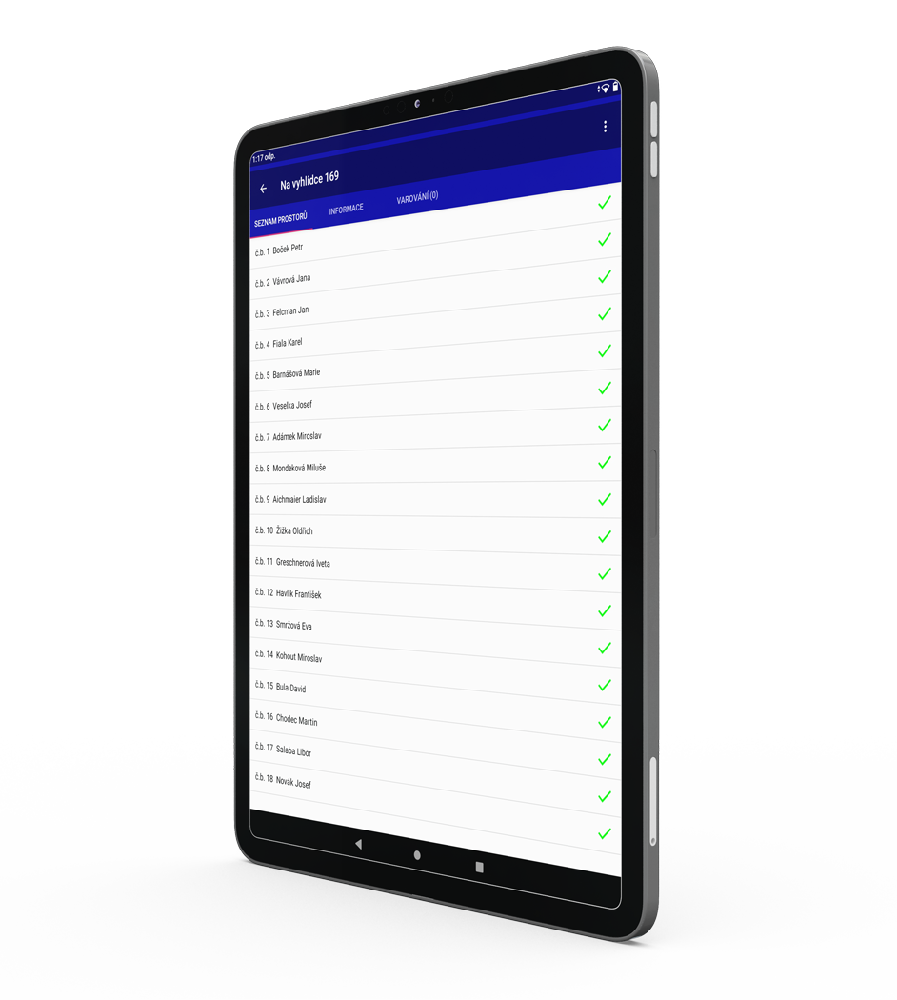 1:17 odp.
Na vyhlídce 169
SEZNAM PROSTORŮ INFORMACE VAROVÁNÍ (0)
č.b. 1 Boček Petr
č.b. 2 Vávrová Jana
č.b. 3 Felcman Jan
č.b. 4 Fiala Karel
č.b. 5 Barnášová Marie
č.b. 6 Veselka Josef
č.b. 7 Adámek Miroslav
č.b. 8 Mondeková Miluše
č.b. 9 Aichmaier Ladislav
č.b. 10 Žižka Oldřich
č.b. 11 Greschnerová Iveta
č.b. 12 Havlík František
č.b. 13 Smržová Eva
č.b. 14 Kohout Miroslav
č.b. 15 Bula David
č.b. 16 Chodec Martin
č.b. 17 Salaba Libor
č.b. 18 Novák Josef